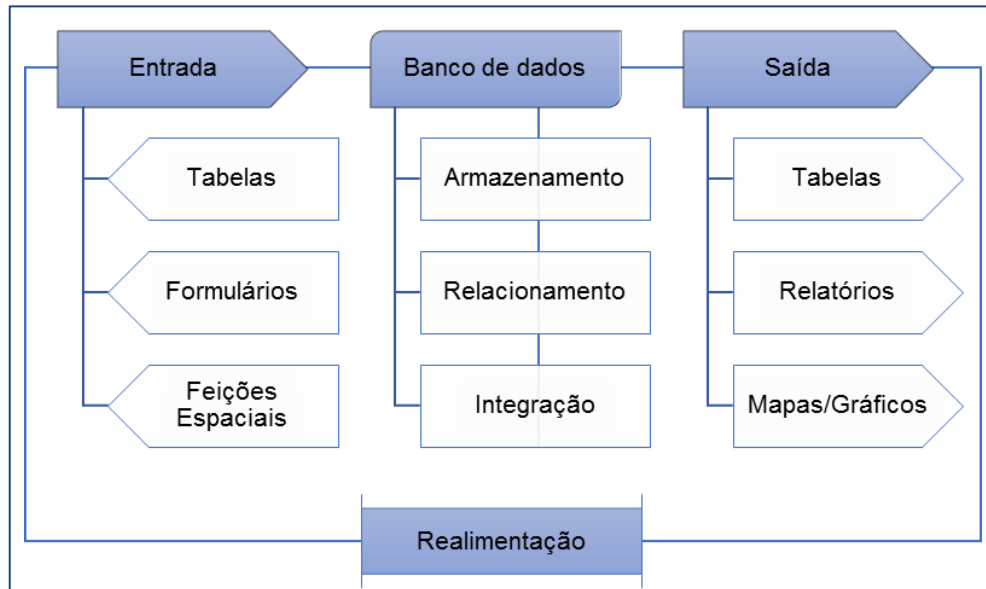 Entrada
Banco de dados
Saída
Tabelas
Armazenamento
Tabelas
Formulários
Relacionamento
Relatórios
Feições
Espaciais
Integração
Mapas/Gráficos
Realimentação